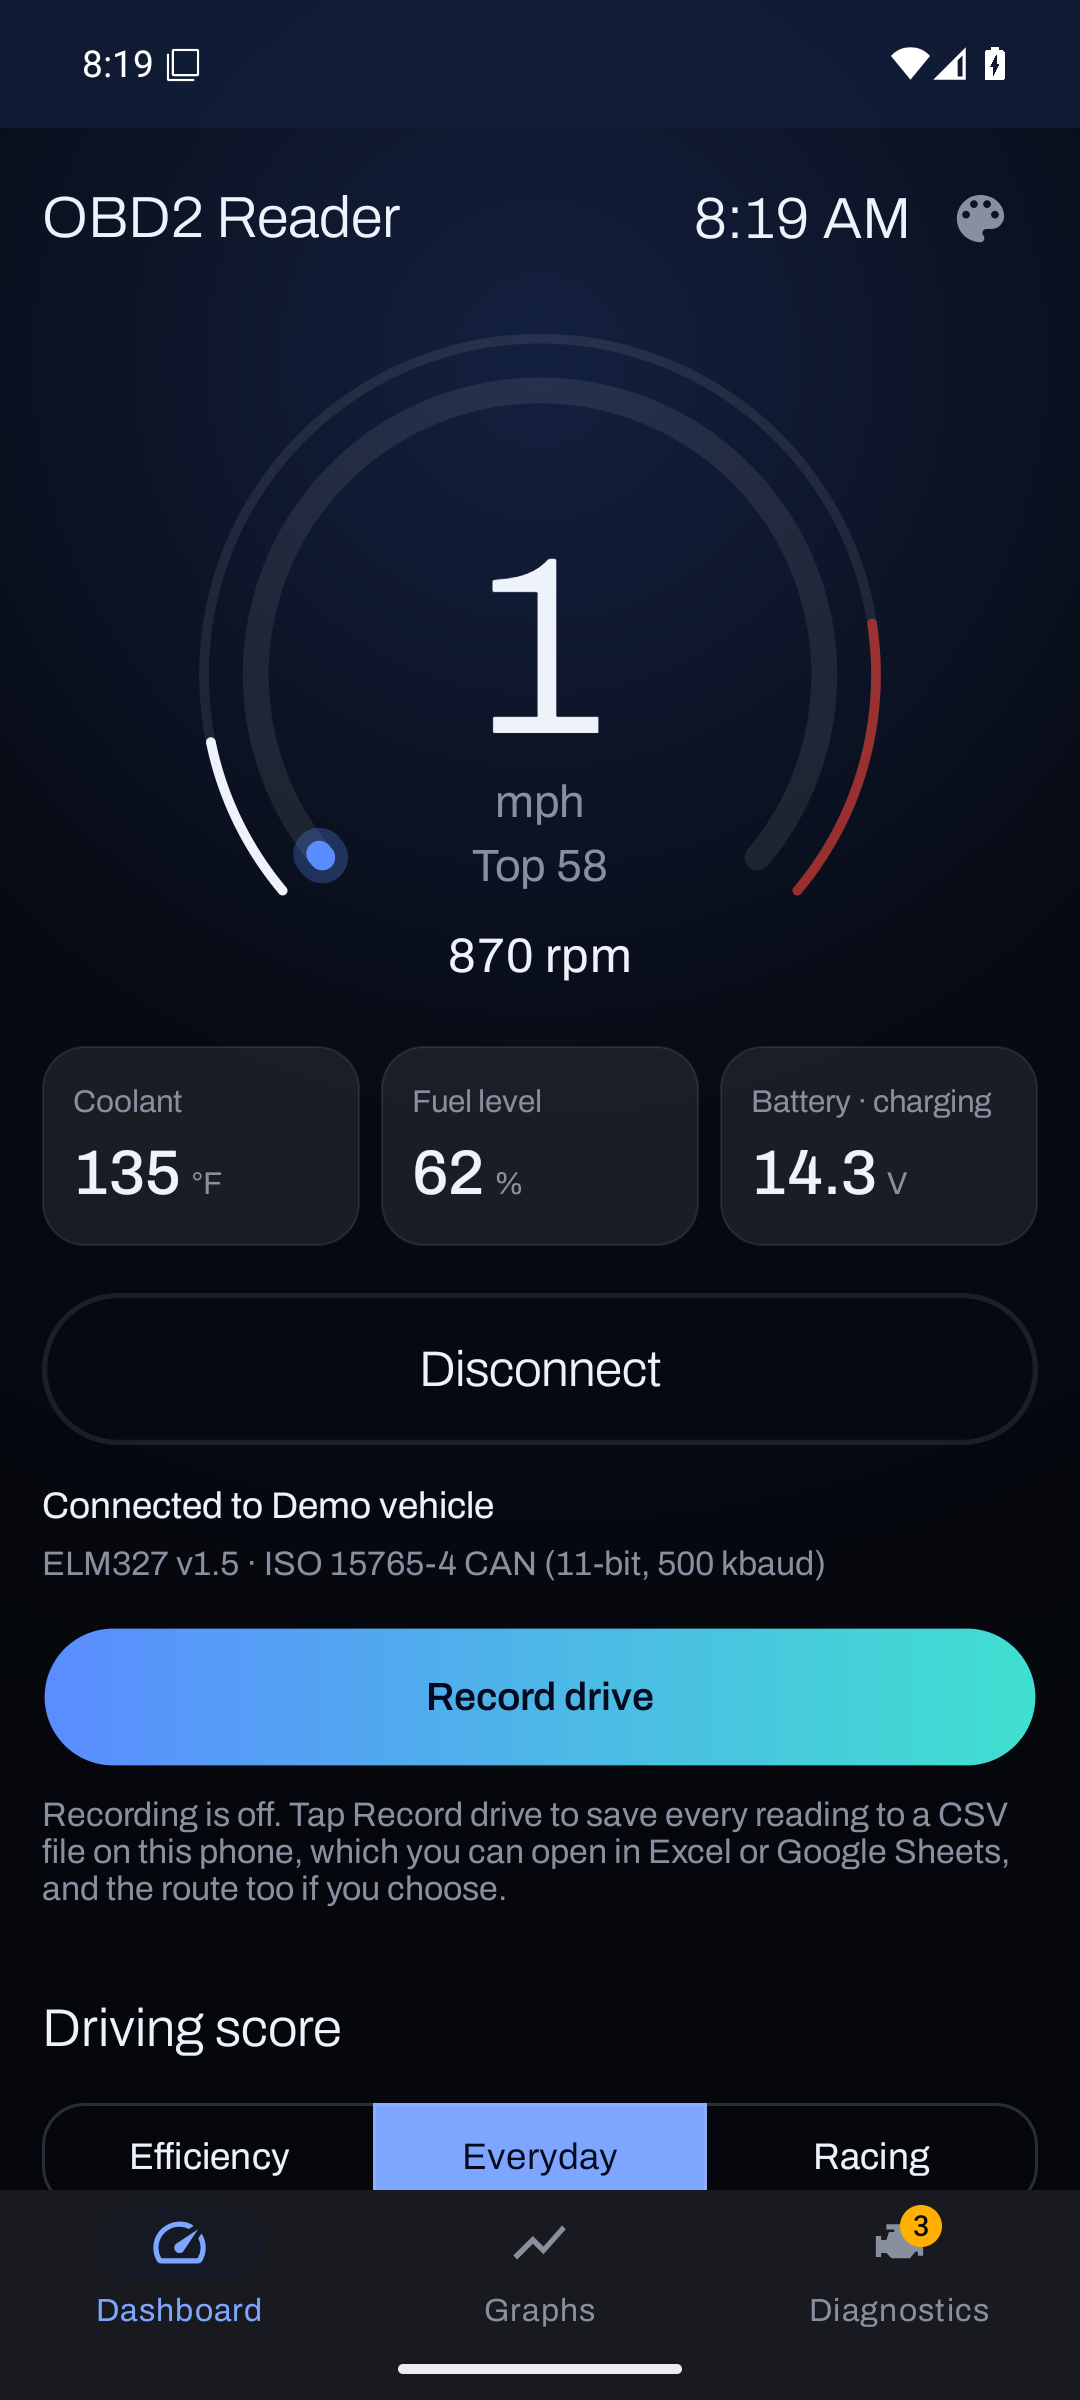 8:19
OBD2 Reader
8:19 AM
1
mph
Top 58
870 rpm
Coolant
135 °F
Fuel level
62 %
Battery · charging
14.3 V
Disconnect
Connected to Demo vehicle
ELM327 v1.5 · ISO 15765-4 CAN (11-bit, 500 kbaud)
Record drive
Recording is off. Tap Record drive to save every reading to a CSV
file on this phone, which you can open in Excel or Google Sheets,
and the route too if you choose.
Driving score
Efficiency
Everyday
Racing
3
Dashboard
Graphs
Diagnostics